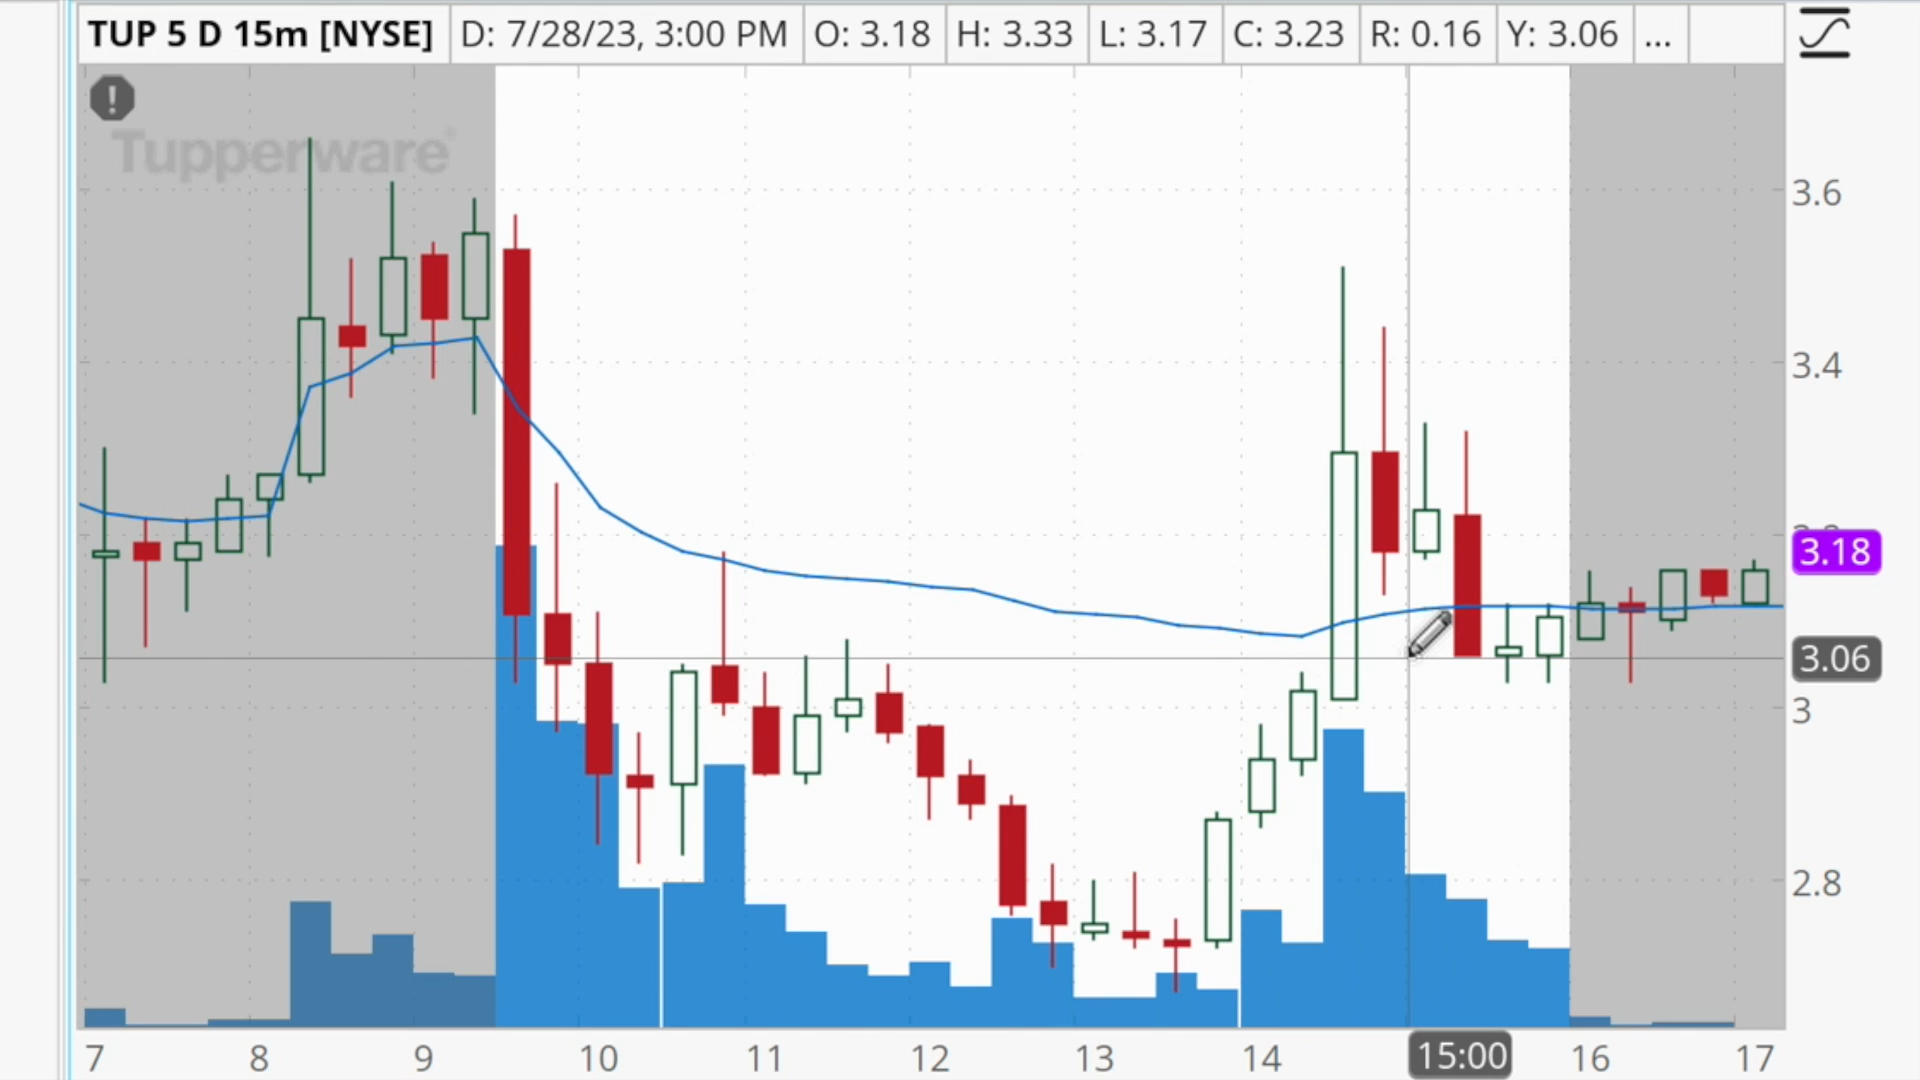 TUP 5 D 15m [NYSE] D: 7/28/23, 3:00 PM O: 3.18 H: 3.33 L: 3.17 C: 3.23 R: 0.16 Y: 3.06 ...
!
Tupperware
3.6
3.4
3.18
3.06
3
2.8
7 8 9 10 11 12 13 14 15:00 16 17